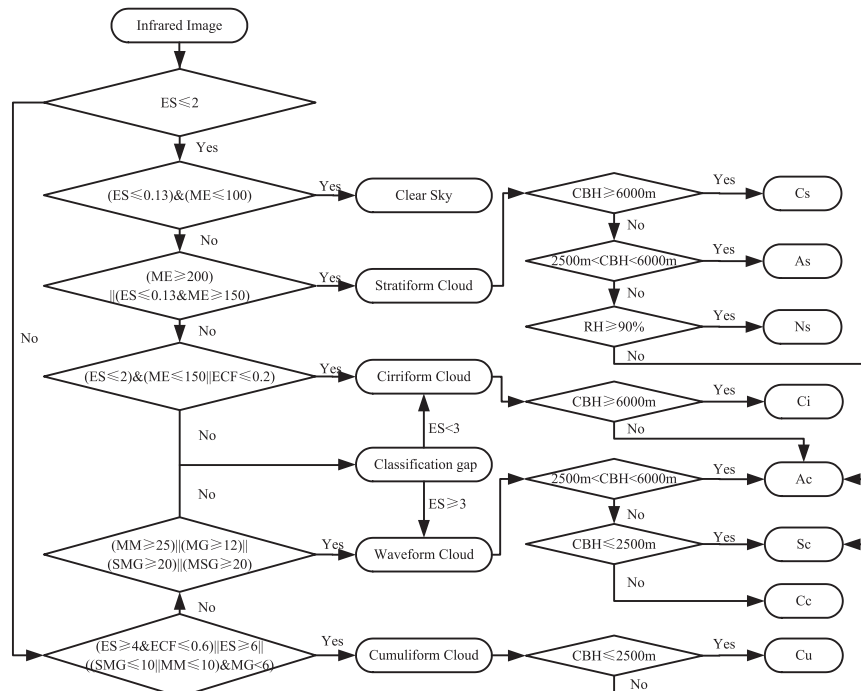 Infrared Image
ES≤2
Yes
(ES≤0.13)&(ME≤100)
Yes
Clear Sky
No
(ME≥200)
||(ES≤0.13&ME≥150)
Yes
Stratiform Cloud
No
No
(ES≤2)&(ME≤150||ECF≤0.2)
Yes
Cirriform Cloud
No
ES<3
Classification gap
ES≥3
No
(MM≥25)||(MG≥12)||
(SMG≥20)||(MSG≥20)
Yes
Waveform Cloud
No
(ES≥4&ECF≤0.6)||ES≥6||
((SMG≤10||MM≤10)&MG<6)
Yes
Cumuliform Cloud
CBH≥6000m
Yes
Cs
No
2500m<CBH<6000m
Yes
As
No
RH≥90%
Yes
Ns
No
CBH≥6000m
Yes
Ci
No
2500m<CBH<6000m
Yes
Ac
No
CBH≤2500m
Yes
Sc
No
Cc
CBH≤2500m
Yes
Cu
No